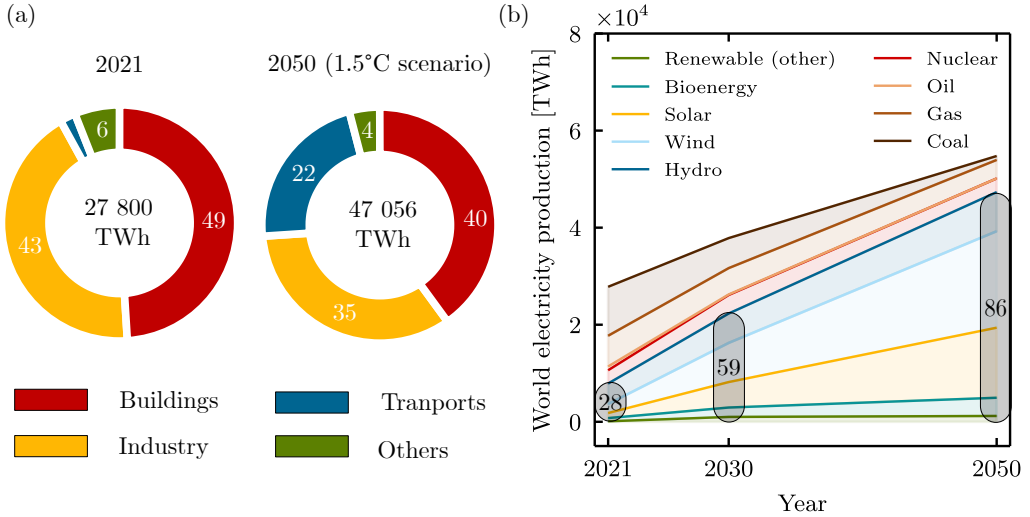 (a)
2021
6
49
43
27 800
TWh
2050 (1.5°C scenario)
4
22
40
35
47 056
TWh
Buildings
Industry
Tranports
Others
(b)
×10⁴
World electricity production [TWh]
8
6
4
2
0
Renewable (other)
Bioenergy
Solar
Wind
Hydro
Nuclear
Oil
Gas
Coal
28
59
86
2021
2030
2050
Year